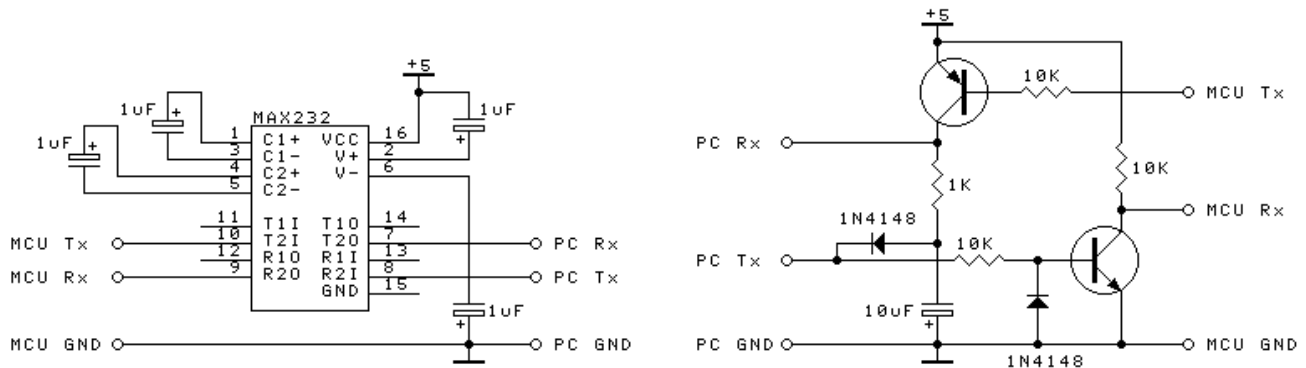 +5
1uF +
MAX232
1uF +
1uF
+
1 C1+ VCC 16
3 C1- V+ 2
4 C2+ V- 6
5 C2-
11 T1I T1O 14
MCU Tx 10 T2I T2O 7 PC Rx
12 R1O R1I 13
MCU Rx 9 R2O R2I 8 PC Tx
GND 15
1uF
+
MCU GND PC GND
+5
10K
MCU Tx
PC Rx
10K
1K
MCU Rx
1N4148
10K
PC Tx
10uF
+
PC GND MCU GND
1N4148